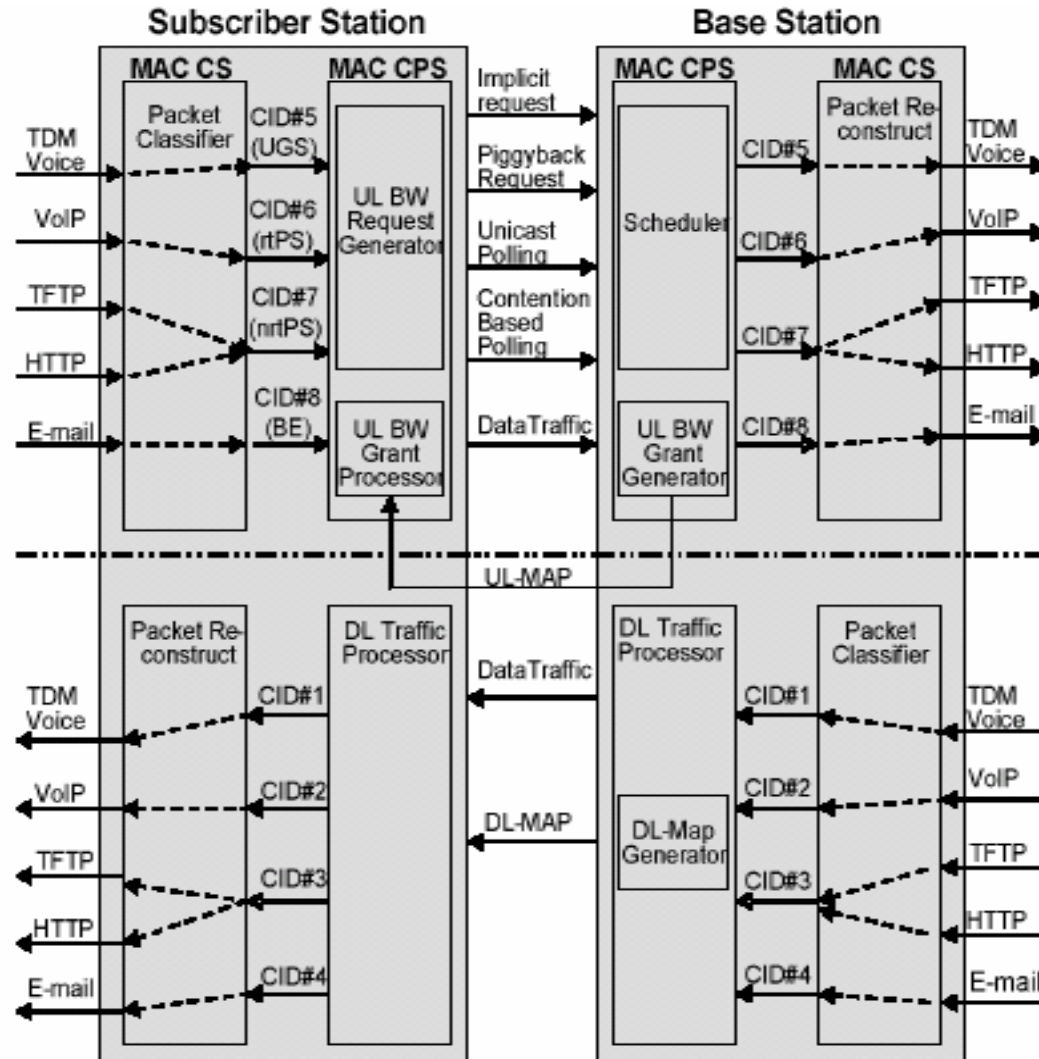 Subscriber Station
Base Station
MAC CS
MAC CPS
MAC CPS
MAC CS
Packet
Classifier
TDM
Voice
VoIP
TFTP
HTTP
E-mail
CID#5
(UGS)
CID#6
(rtPS)
CID#7
(nrtPS)
CID#8
(BE)
UL BW
Request
Generator
UL BW
Grant
Processor
Implicit
request
Piggyback
Request
Unicast
Polling
Contention
Based
Polling
DataTraffic
Scheduler
UL BW
Grant
Generator
CID#5
CID#6
CID#7
CID#8
Packet Re-
construct
TDM
Voice
VoIP
TFTP
HTTP
E-mail
UL-MAP
Packet Re-
construct
TDM
Voice
VoIP
TFTP
HTTP
E-mail
CID#1
CID#2
CID#3
CID#4
DL Traffic
Processor
DataTraffic
DL-MAP
DL Traffic
Processor
DL-Map
Generator
CID#1
CID#2
CID#3
CID#4
Packet
Classifier
TDM
Voice
VoIP
TFTP
HTTP
E-mail